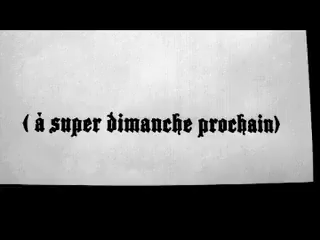 ( à super dimanche prochain)